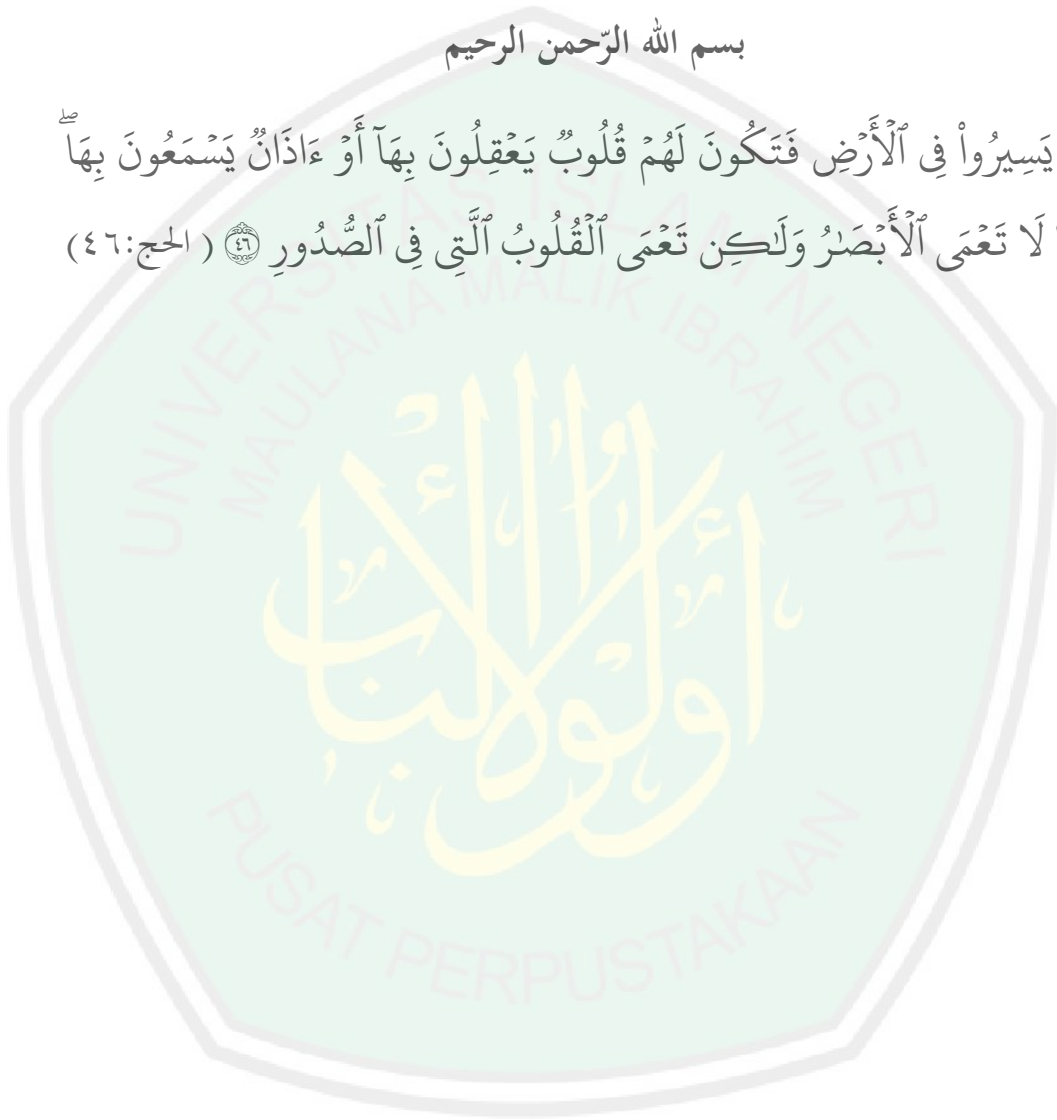 بسم الله الرّحمن الرحيم
يَسِيرُواْ فِى ٱلْأَرْضِ فَتَكُونَ لَهُمْ قُلُوبٌ يَعْقِلُونَ بِهَآ أَوْ ءَاذَانٌ يَسْمَعُونَ بِهَا ۖ
لَا تَعْمَى ٱلْأَبْصَـٰرُ وَلَـٰكِن تَعْمَى ٱلْقُلُوبُ ٱلَّتِى فِى ٱلصُّدُورِ ﴿٤٦﴾ ( الحج:٤٦)
UNIVERSITAS ISLAM NEGERI
MAULANA MALIK IBRAHIM
أولوا الألباب
PUSAT PERPUSTAKAAN